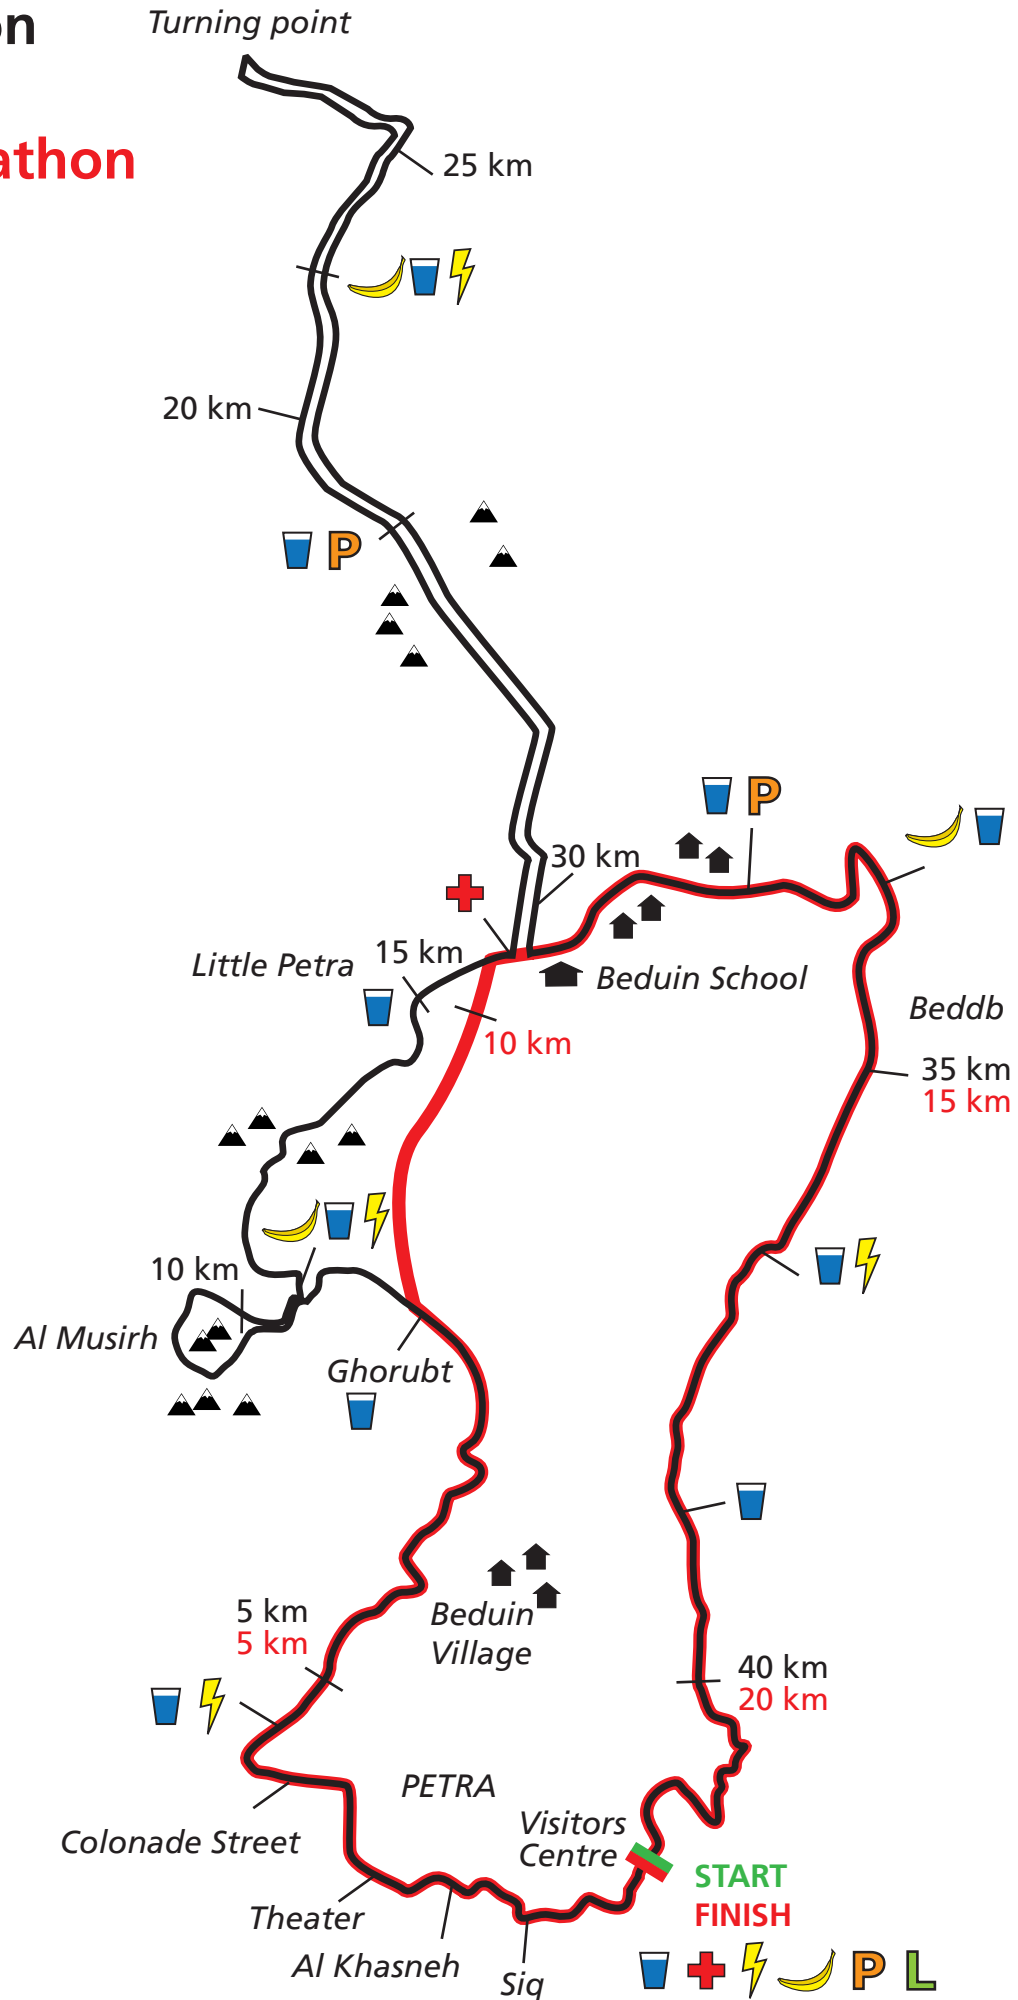 on
Turning point
athon
25 km
20 km
P
P
30 km
15 km
Little Petra
Beduin School
10 km
Beddb
35 km
15 km
10 km
Al Musirh
Ghorubt
5 km
5 km
Beduin
Village
40 km
20 km
PETRA
Visitors
Centre
Colonade Street
START
FINISH
Theater
Al Khasneh
Siq
P L